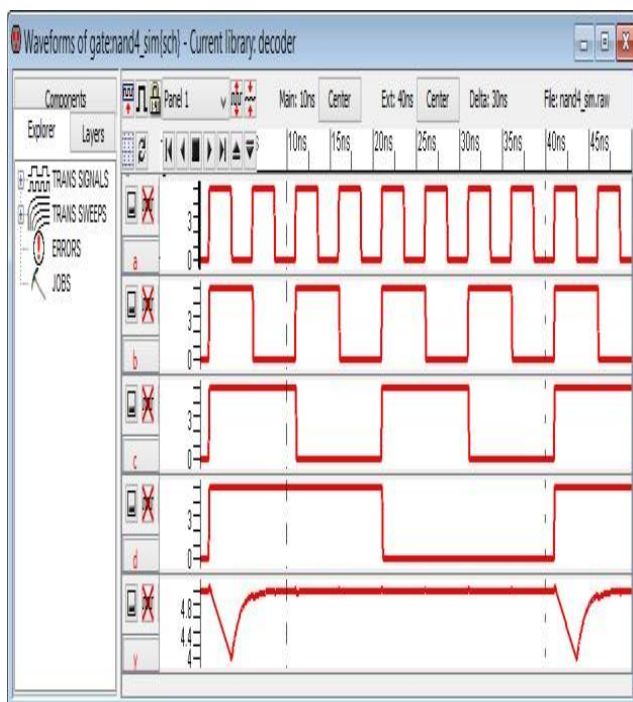 Waveforms of gate:nand4_sim{sch} - Current library: decoder
Components
Explorer
Layers
TRANS SIGNALS
TRANS SWEEPS
ERRORS
JOBS
Panel 1
Main: 10ns
Center
Ext: 40ns
Center
Delta: 30ns
File: nand4_sim.raw
10ns
15ns
20ns
25ns
30ns
35ns
40ns
45ns
3
0
a
3
0
b
3
0
c
3
0
d
4.8
4.4
4
y